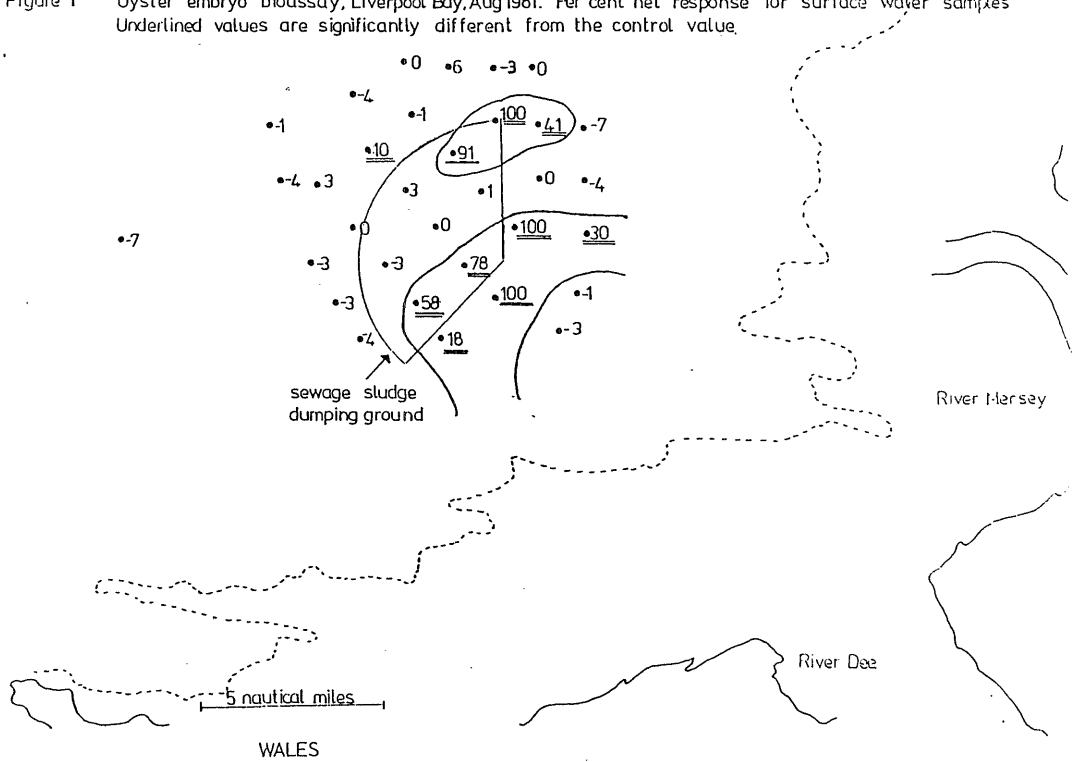 Figure 1 Oyster embryo bioassay, Liverpool Bay, Aug 1981. Per cent net response for surface water samples
Underlined values are significantly different from the control value.
0 6 -3 0
-4
-1 -1 100 41 -7
10 91
-4 3 3 1 0 -4
-7 0 0 100 30
-3 -3 78
-3 58 100 -1
-4 18 -3
sewage sludge
dumping ground
River Mersey
River Dee
5 nautical miles
WALES